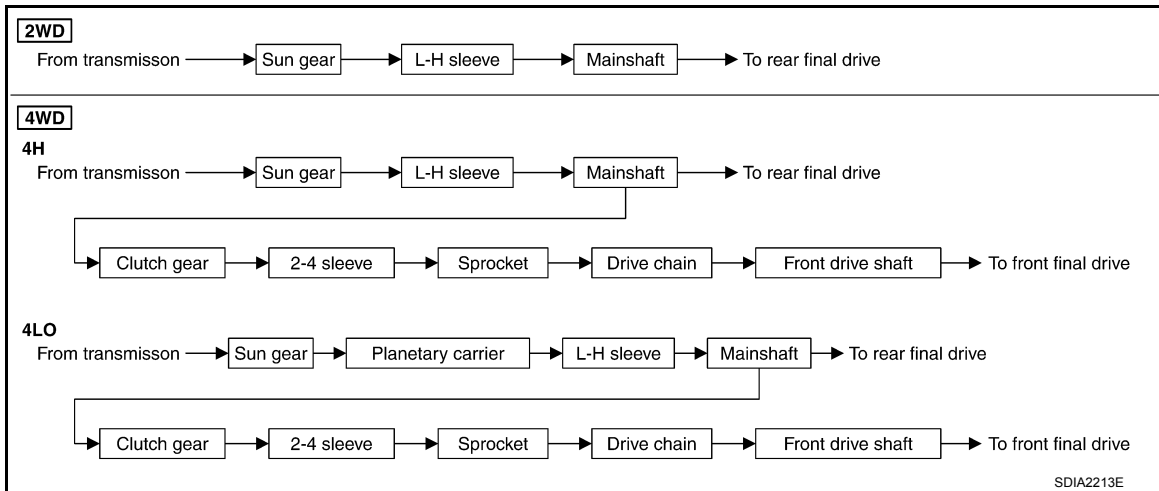 2WD
From transmisson Sun gear L-H sleeve Mainshaft To rear final drive
4WD
4H
From transmisson Sun gear L-H sleeve Mainshaft To rear final drive
Clutch gear 2-4 sleeve Sprocket Drive chain Front drive shaft To front final drive
4LO
From transmisson Sun gear Planetary carrier L-H sleeve Mainshaft To rear final drive
Clutch gear 2-4 sleeve Sprocket Drive chain Front drive shaft To front final drive
SDIA2213E